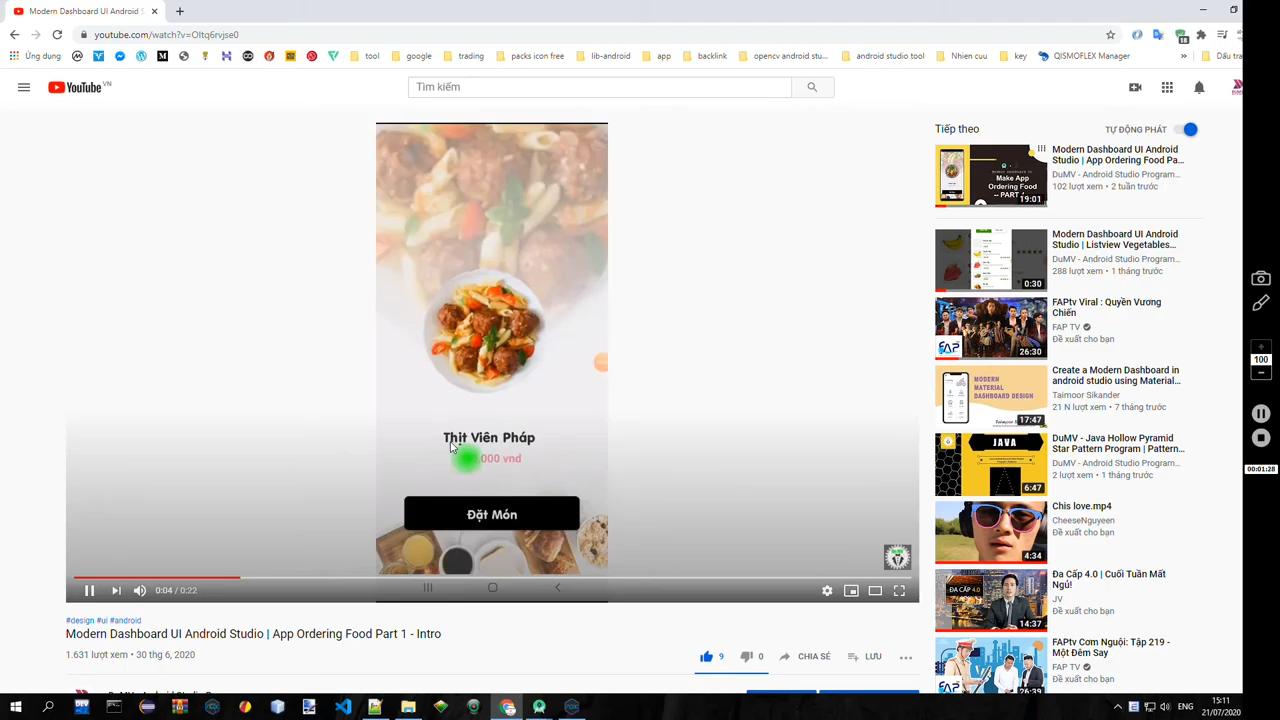 Modern Dashboard UI Android S
youtube.com/watch?v=OItq6rvjse0
Ứng dụng
tool
google
trading
packs icon free
lib-android
app
backlink
opencv android stu...
android studio tool
Nhien cuu
key
QISMOFLEX Manager
»
Dấu tra
18
YouTube VN
Tìm kiếm
Thịt Viên Pháp
000 vnd
Đặt Món
0:04 / 0:22
#design #ui #android
Modern Dashboard UI Android Studio | App Ordering Food Part 1 - Intro
1.631 lượt xem • 30 thg 6, 2020
9
0
CHIA SẺ
LƯU
Tiếp theo
TỰ ĐỘNG PHÁT
Make App
Ordering Food
19:01
Modern Dashboard UI Android
Studio | App Ordering Food Pa...
DuMV - Android Studio Program...
102 lượt xem • 2 tuần trước
0:30
Modern Dashboard UI Android
Studio | Listview Vegetables...
DuMV - Android Studio Program...
288 lượt xem • 1 tháng trước
FAP
26:30
FAPtv Viral : Quyền Vương
Chiến
FAP TV
Đề xuất cho bạn
MODERN
MATERIAL
DASHBOARD DESIGN
17:47
Create a Modern Dashboard in
android studio using Material...
Taimoor Sikander
21 N lượt xem • 7 tháng trước
JAVA
6:47
DuMV - Java Hollow Pyramid
Star Pattern Program | Pattern...
DuMV - Android Studio Program...
2 lượt xem • 1 tháng trước
4:34
Chis love.mp4
CheeseNguyeen
Đề xuất cho bạn
ĐA CẤP 4.0
14:37
Đa Cấp 4.0 | Cuối Tuần Mất
Ngủ!
JV
Đề xuất cho bạn
FAP
26:39
FAPtv Cơm Nguội: Tập 219 -
Một Đêm Say
FAP TV
Đề xuất cho bạn
100
00:01:28
DEV
ENG
15:11
21/07/2020